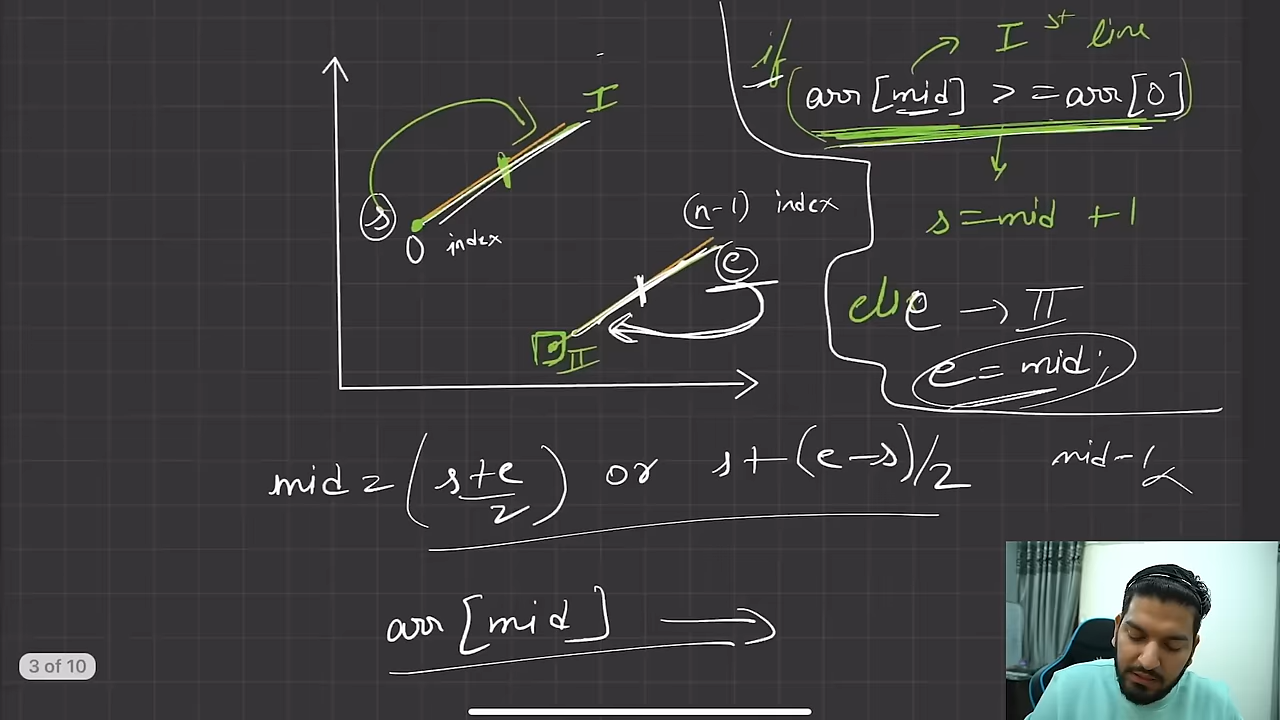 if
I st line
(arr[mid] > = arr[0])
s = mid + 1
else → II
e = mid;
I
s
0 index
(n-1) index
e
II
mid = (s+e/2) or s+(e-s)/2
mid-1
arr[mid]
3 of 10